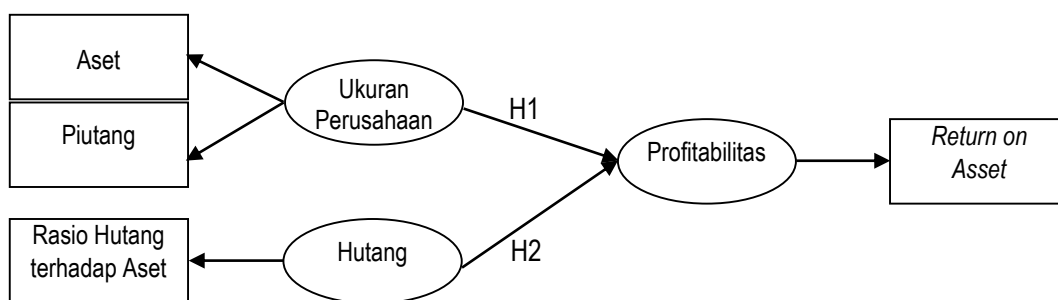 Aset
Piutang
Ukuran
Perusahaan
H1
Profitabilitas
Return on
Asset
Rasio Hutang
terhadap Aset
Hutang
H2